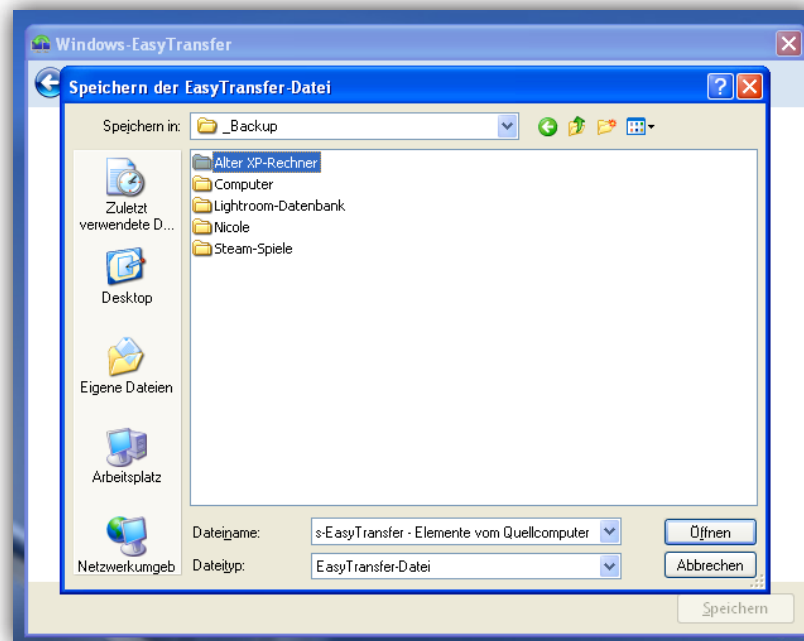 Windows-EasyTransfer
Speichern der EasyTransfer-Datei
Speichern in:
_Backup
Alter XP-Rechner
Computer
Lightroom-Datenbank
Nicole
Steam-Spiele
Zuletzt
verwendete D...
Desktop
Eigene Dateien
Arbeitsplatz
Netzwerkumgeb
Dateiname:
s-EasyTransfer - Elemente vom Quellcomputer
Öffnen
Dateityp:
EasyTransfer-Datei
Abbrechen
Speichern